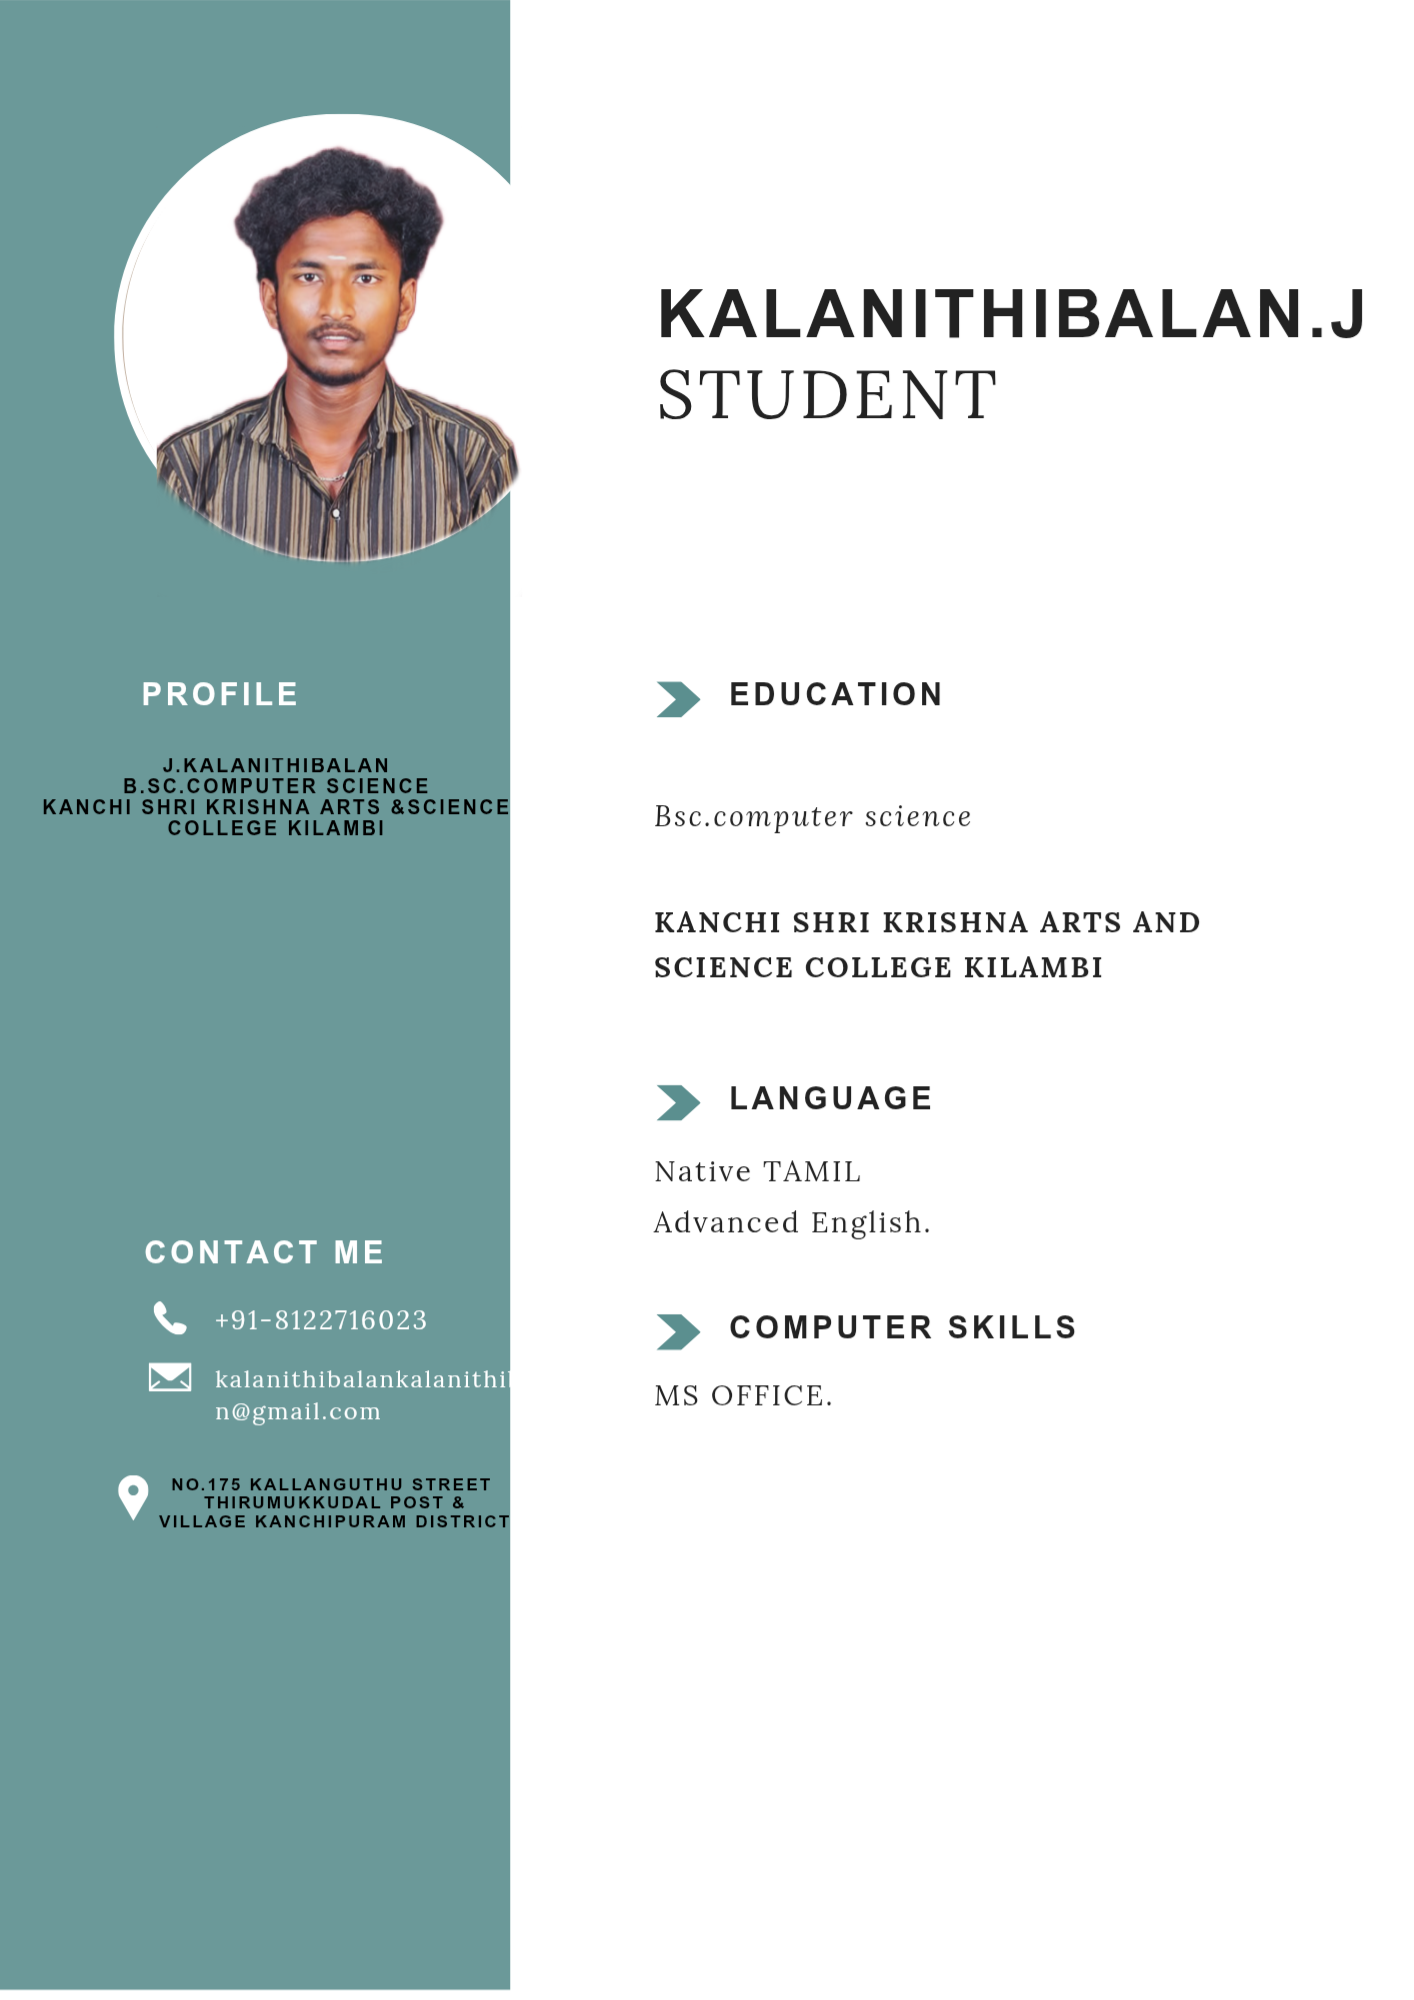 KALANITHIBALAN.J
STUDENT
PROFILE
J.KALANITHIBALAN
B.SC.COMPUTER SCIENCE
KANCHI SHRI KRISHNA ARTS &SCIENCE
COLLEGE KILAMBI
CONTACT ME
+91-8122716023
n@gmail.com
NO.175 KALLANGUTHU STREET
THIRUMUKKUDAL POST &
VILLAGE KANCHIPURAM DISTRICT
EDUCATION
Bsc.computer science
KANCHI SHRI KRISHNA ARTS AND
SCIENCE COLLEGE KILAMBI
LANGUAGE
Native TAMIL
Advanced English.
COMPUTER SKILLS
MS OFFICE.